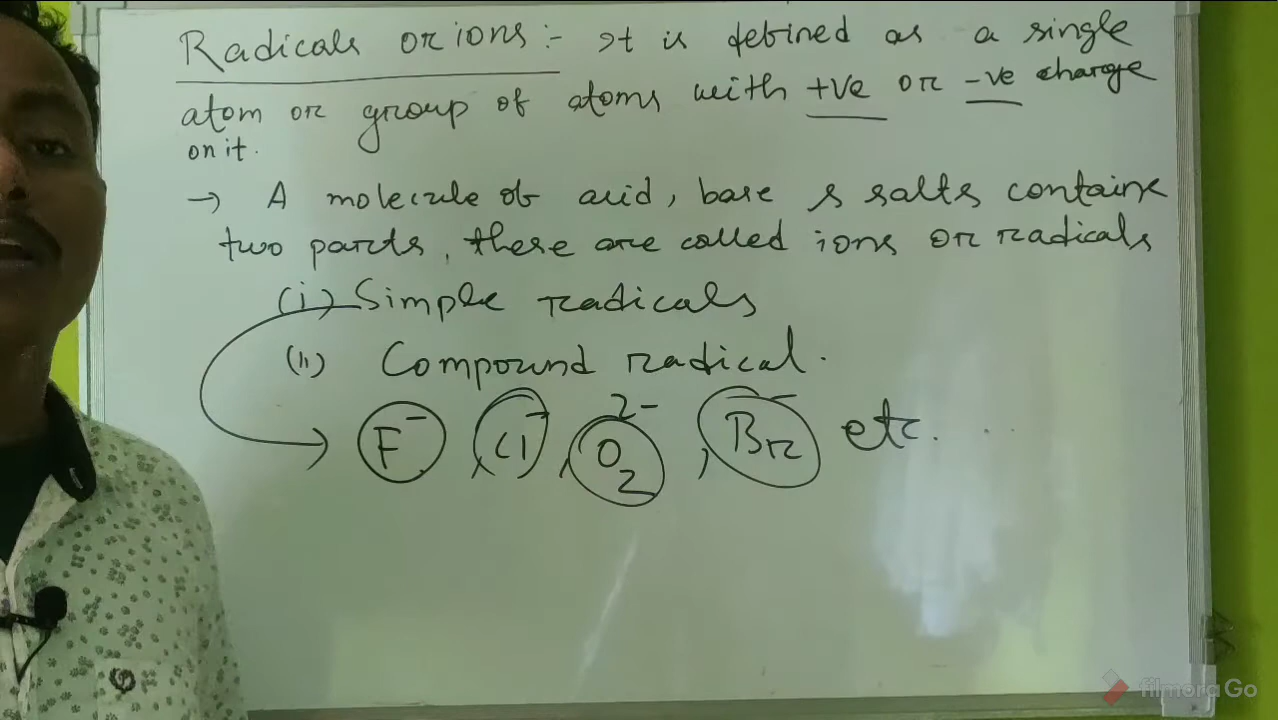 Radicals or ions :- It is defined as a single
atom or group of atoms with +ve or -ve charge
on it.
→ A molecule of acid, base & salts contains
two parts, these are called ions or radicals
(i) Simple radicals
(ii) Compound radical.
F⁻, Cl⁻, O₂²⁻, Br⁻ etc. ..
filmora Go